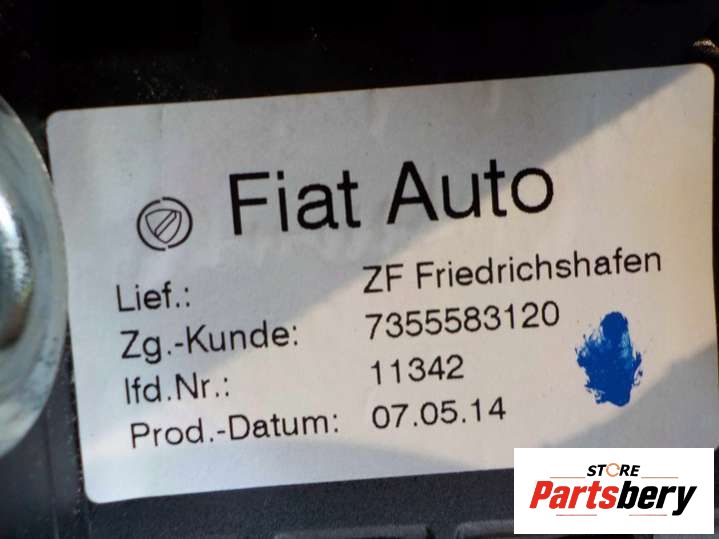 Fiat Auto
Lief.: ZF Friedrichshafen
Zg.-Kunde: 7355583120
lfd.Nr.: 11342
Prod.-Datum: 07.05.14
STORE
Partsbery